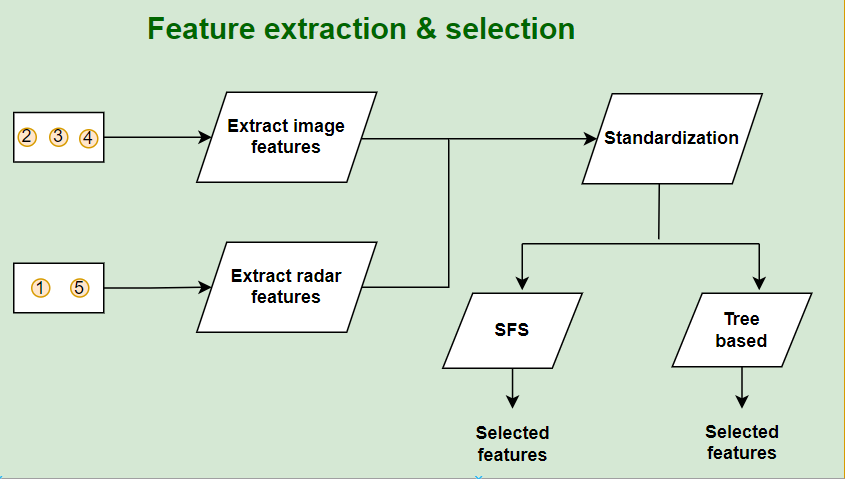 Feature extraction & selection
2 3 4
Extract image
features
Standardization
1 5
Extract radar
features
SFS
Tree
based
Selected
features
Selected
features